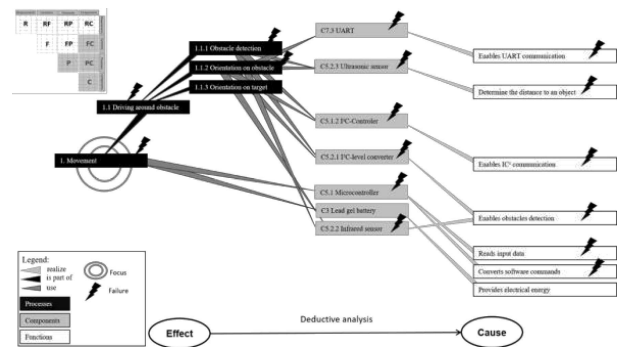 R RF RP RC
F FP FC
P PC
C
1.1.1 Obstacle detection
1.1.2 Orientation on obstacle
1.1.3 Orientation on target
1.1 Driving around obstacle
1. Movement
C7.3 UART
C5.2.3 Ultrasonic sensor
C5.1.2 I²C-Controler
C5.2.1 I²C-level converter
C5.1 Microcontroller
C3 Lead gel battery
C5.2.2 Infrared sensor
Enables UART communication
Determine the distance to an object
Enables IC² communication
Enables obstacles detection
Reads input data
Converts software commands
Provides electrical energy
Legend:
realize
is part of
use
Focus
Failure
Processes
Components
Functions
Effect
Deductive analysis
Cause